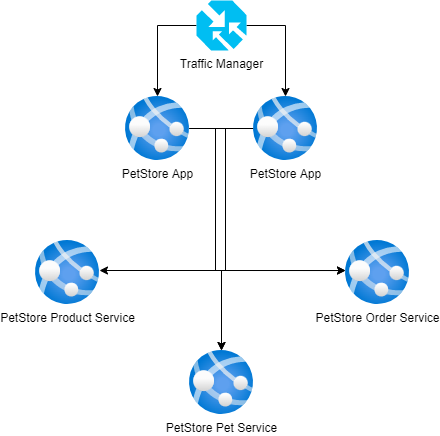 Traffic Manager
PetStore App
PetStore App
PetStore Product Service
PetStore Order Service
PetStore Pet Service